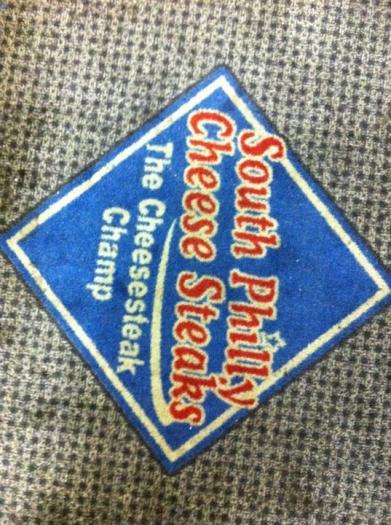 South Philly
Cheese Steaks
The Cheesesteak
Champ